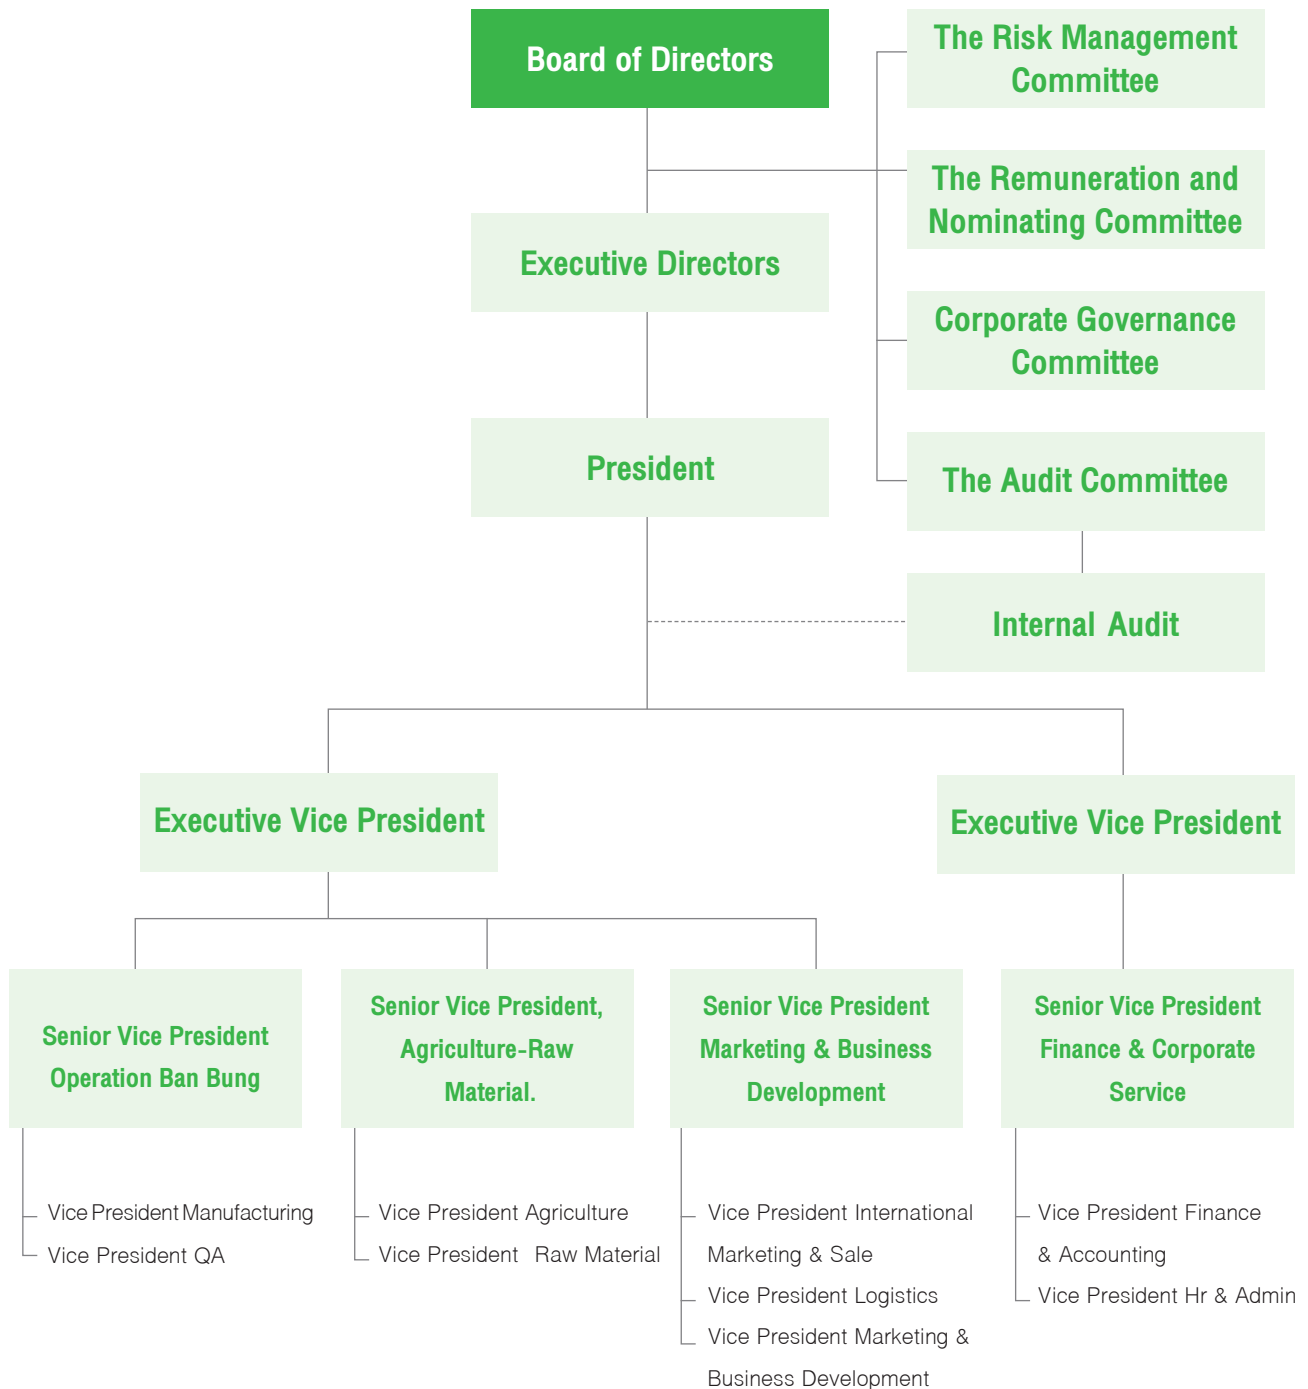 Board of Directors
The Risk Management
Committee
The Remuneration and
Nominating Committee
Executive Directors
Corporate Governance
Committee
President
The Audit Committee
Internal Audit
Executive Vice President
Executive Vice President
Senior Vice President
Operation Ban Bung
Senior Vice President,
Agriculture-Raw
Material.
Senior Vice President
Marketing & Business
Development
Senior Vice President
Finance & Corporate
Service
Vice President Manufacturing
Vice President QA
Vice President Agriculture
Vice President Raw Material
Vice President International
Marketing & Sale
Vice President Logistics
Vice President Marketing &
Business Development
Vice President Finance
& Accounting
Vice President Hr & Admin